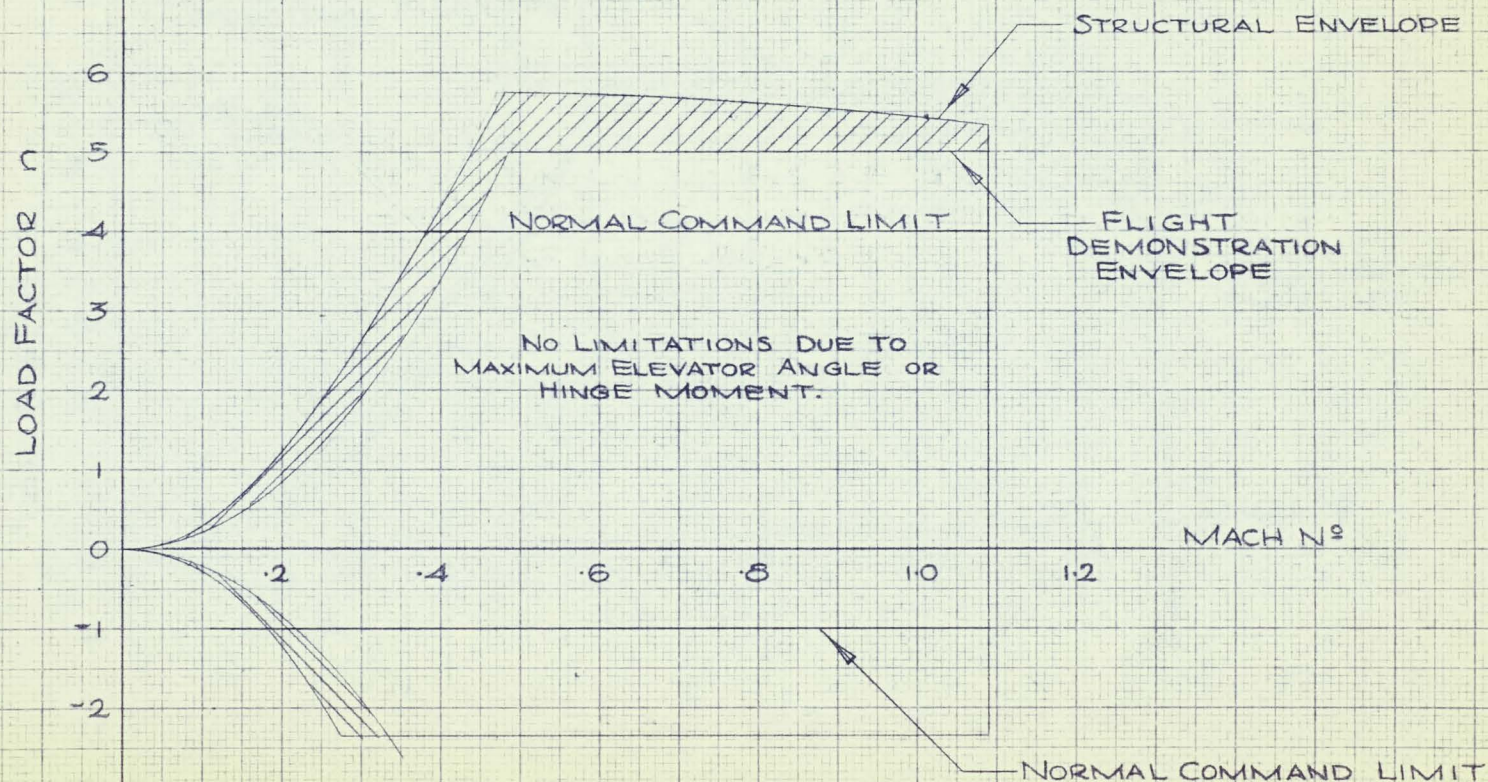 STRUCTURAL ENVELOPE
6
5
4
3
2
1
0
-1
-2
LOAD FACTOR n
NORMAL COMMAND LIMIT
FLIGHT
DEMONSTRATION
ENVELOPE
NO LIMITATIONS DUE TO
MAXIMUM ELEVATOR ANGLE OR
HINGE MOMENT.
MACH Nº
.2 .4 .6 .8 1.0 1.2
NORMAL COMMAND LIMIT